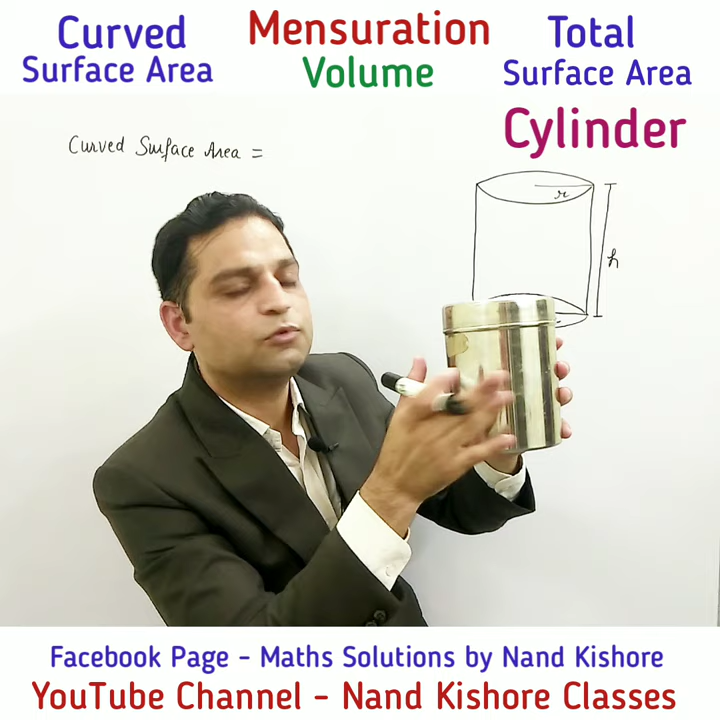 Curved
Surface Area
Mensuration
Volume
Total
Surface Area
Cylinder
Curved Surface Area =
r
h
Facebook Page - Maths Solutions by Nand Kishore
YouTube Channel - Nand Kishore Classes